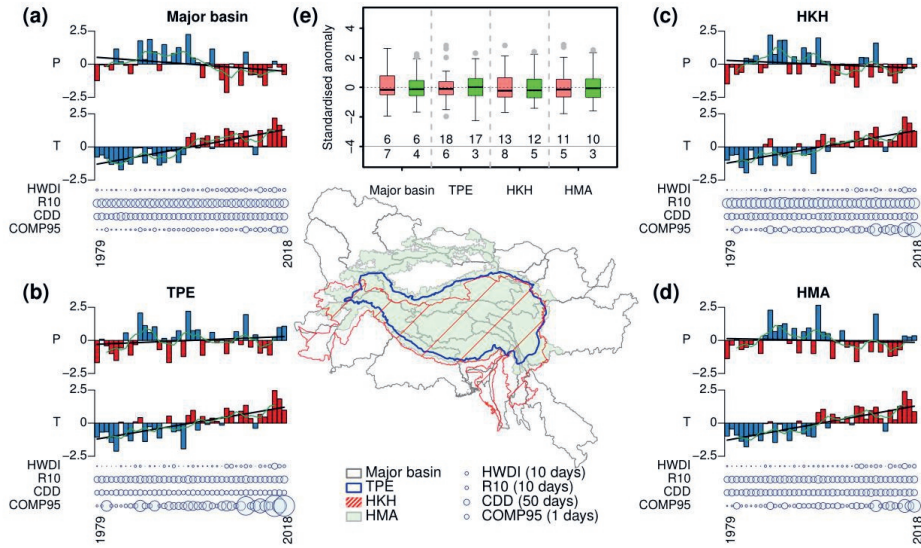 (a) Major basin
2.5
P 0
-2.5
2.5
T 0
-2.5
HWDI
R10
CDD
COMP95
1979 2018
(e)
Standardised anomaly
4
2
0
-2
-4
6 6 18 17 13 12 11 10
7 4 6 3 8 5 5 3
Major basin TPE HKH HMA
(c) HKH
2.5
P 0
-2.5
2.5
T 0
-2.5
HWDI
R10
CDD
COMP95
1979 2018
(b) TPE
2.5
P 0
-2.5
2.5
T 0
-2.5
HWDI
R10
CDD
COMP95
1979 2018
Major basin
TPE
HKH
HMA
HWDI (10 days)
R10 (10 days)
CDD (50 days)
COMP95 (1 days)
(d) HMA
2.5
P 0
-2.5
2.5
T 0
-2.5
HWDI
R10
CDD
COMP95
1979 2018